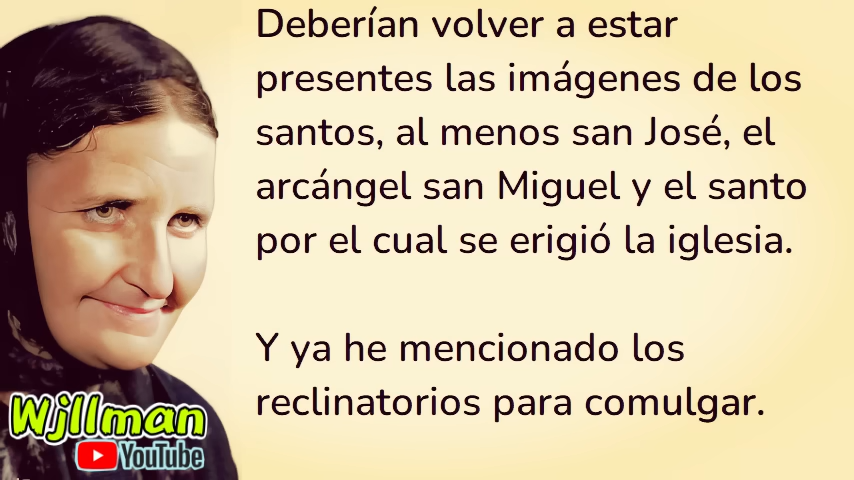 Deberían volver a estar
presentes las imágenes de los
santos, al menos san José, el
arcángel san Miguel y el santo
por el cual se erigió la iglesia.
Y ya he mencionado los
reclinatorios para comulgar.
Wjllman
YouTube